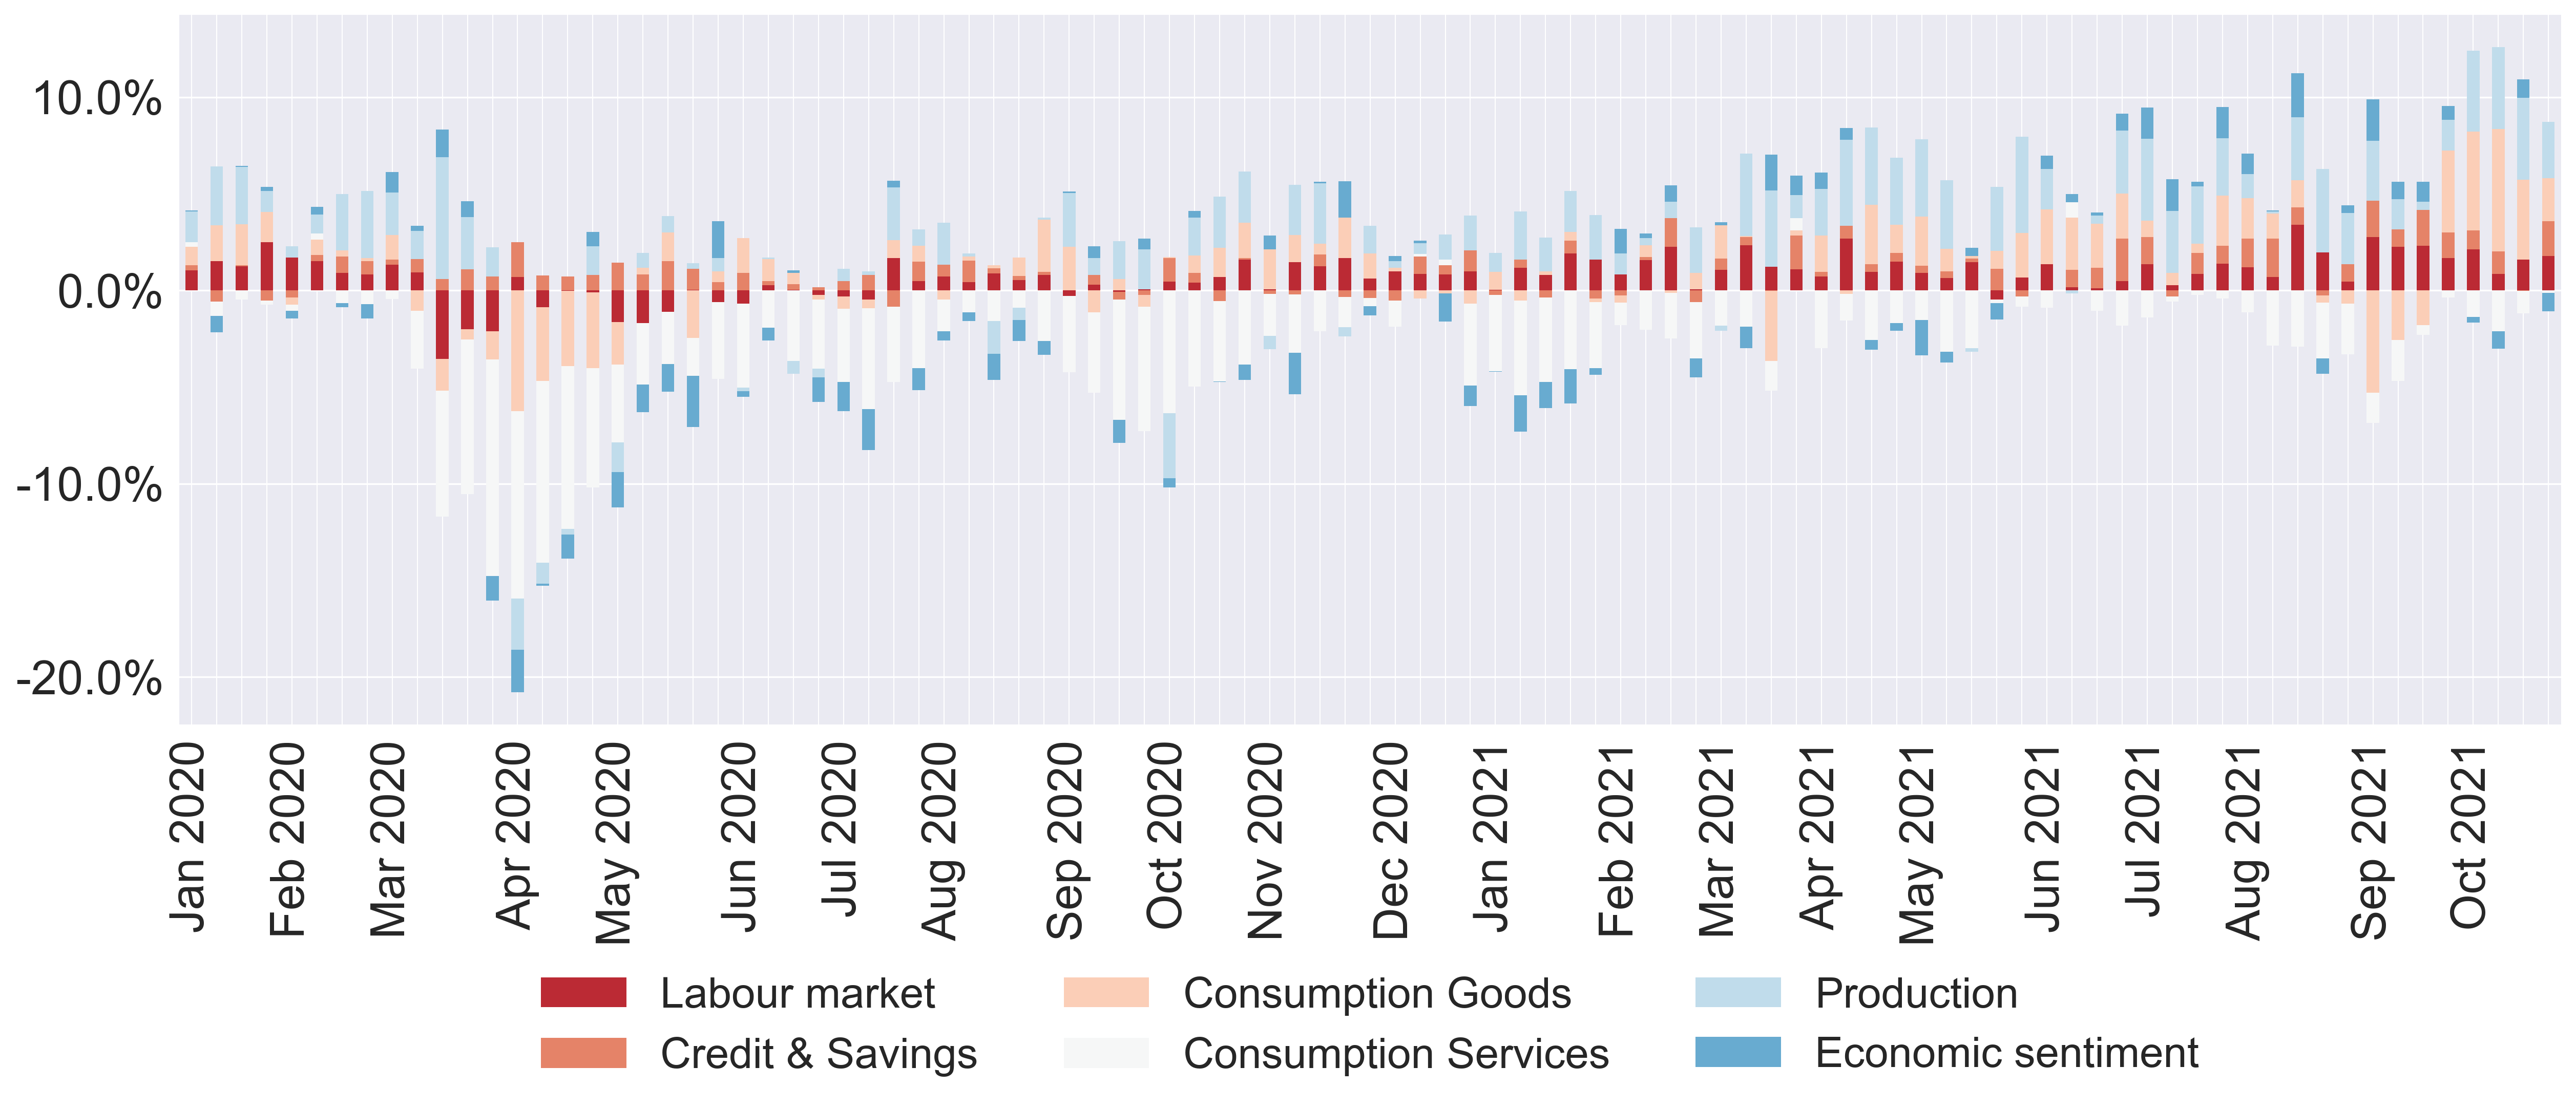 10.0%
0.0%
-10.0%
-20.0%
Jan 2020
Feb 2020
Mar 2020
Apr 2020
May 2020
Jun 2020
Jul 2020
Aug 2020
Sep 2020
Oct 2020
Nov 2020
Dec 2020
Jan 2021
Feb 2021
Mar 2021
Apr 2021
May 2021
Jun 2021
Jul 2021
Aug 2021
Sep 2021
Oct 2021
Labour market
Credit & Savings
Consumption Goods
Consumption Services
Production
Economic sentiment